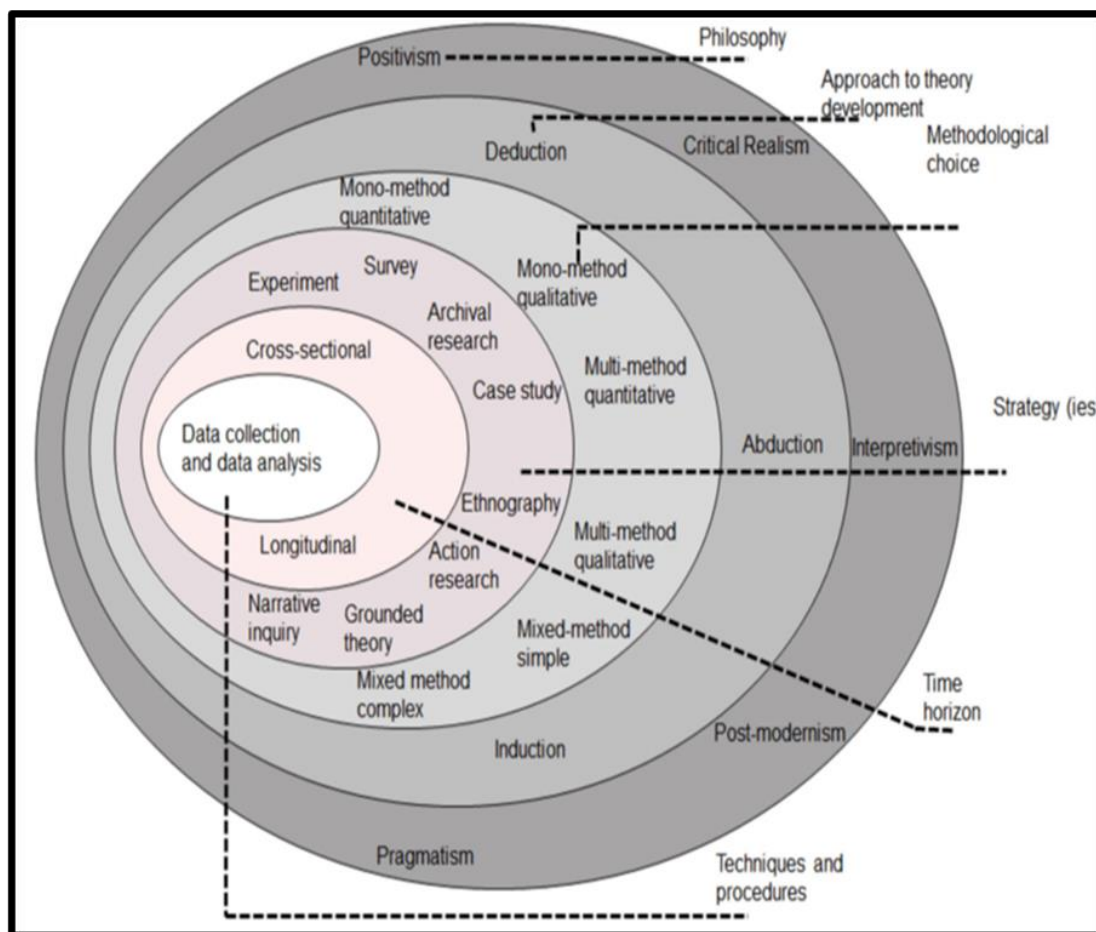 Philosophy
Positivism
Approach to theory
development
Methodological
choice
Critical Realism
Deduction
Mono-method
quantitative
Survey
Mono-method
qualitative
Experiment
Archival
research
Cross-sectional
Multi-method
quantitative
Case study
Strategy (ies
Data collection
and data analysis
Abduction
Interpretivism
Ethnography
Multi-method
qualitative
Longitudinal
Action
research
Narrative
inquiry
Grounded
theory
Mixed-method
simple
Mixed method
complex
Time
horizon
Post-modernism
Induction
Pragmatism
Techniques and
procedures